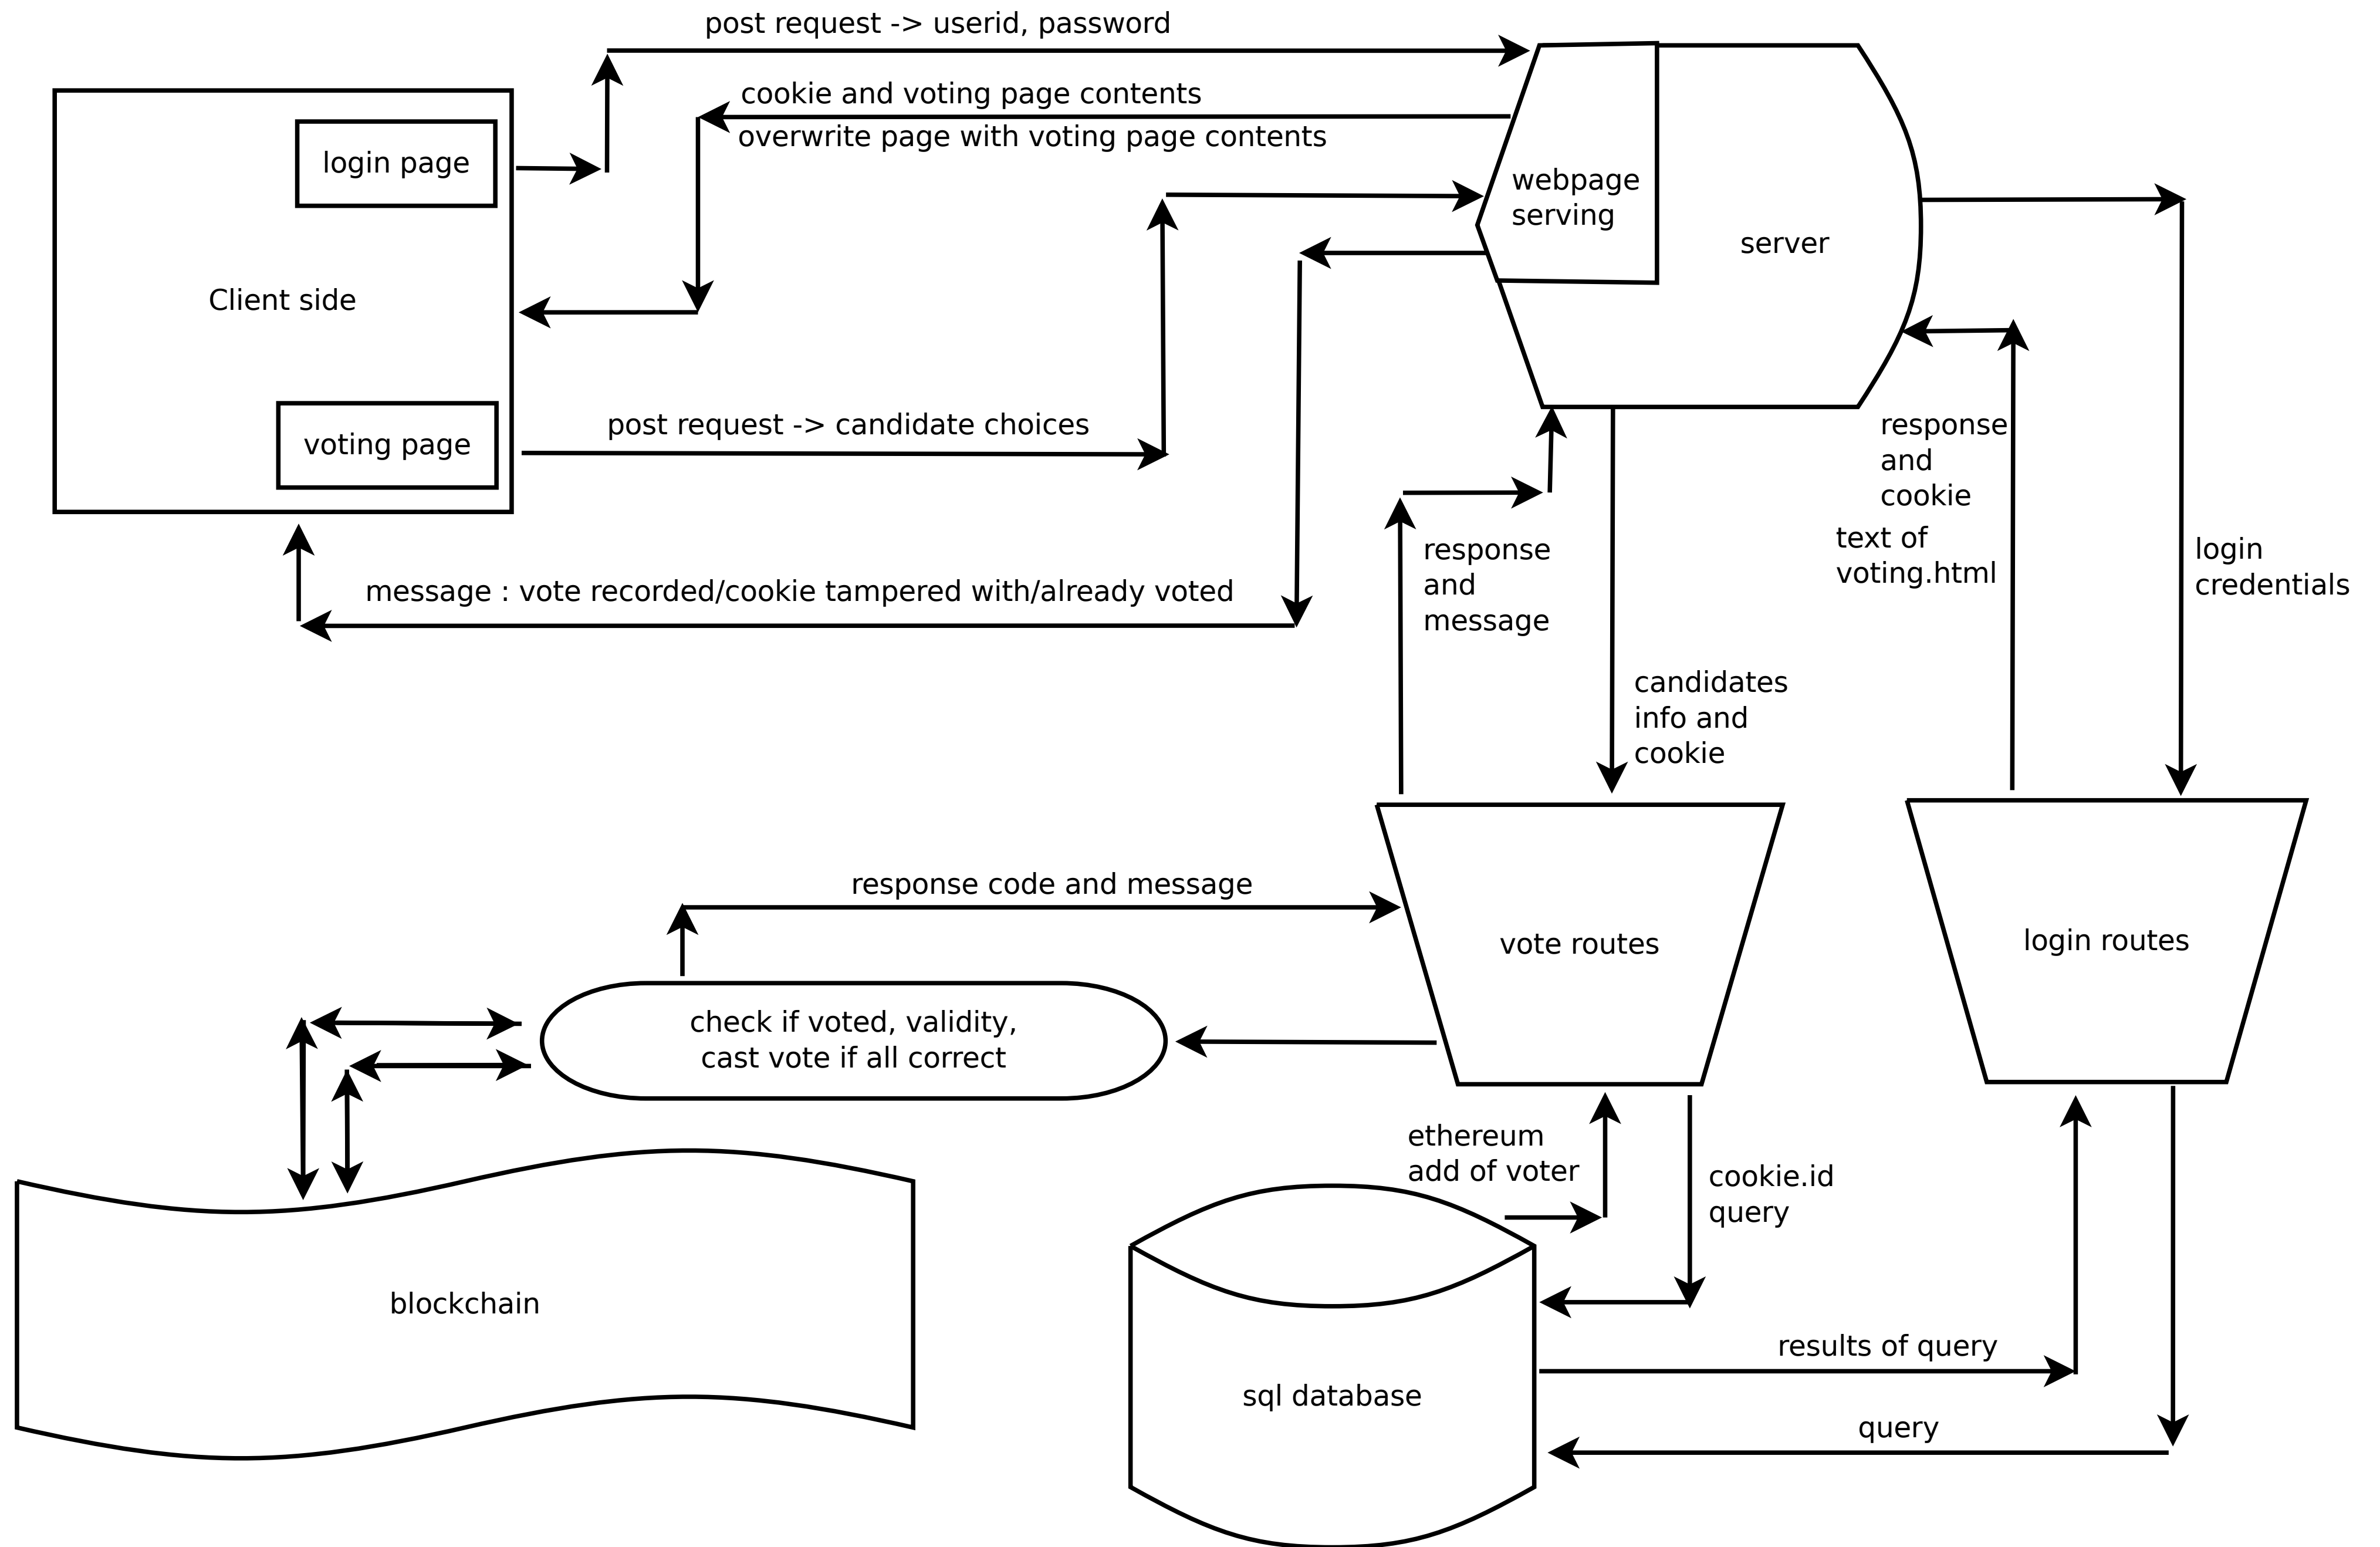 post request -> userid, password
cookie and voting page contents
overwrite page with voting page contents
login page
webpage
serving
server
Client side
post request -> candidate choices
voting page
response
and
cookie
text of
voting.html
login
credentials
response
and
message
message : vote recorded/cookie tampered with/already voted
candidates
info and
cookie
response code and message
vote routes
login routes
check if voted, validity,
cast vote if all correct
ethereum
add of voter
cookie.id
query
blockchain
results of query
sql database
query